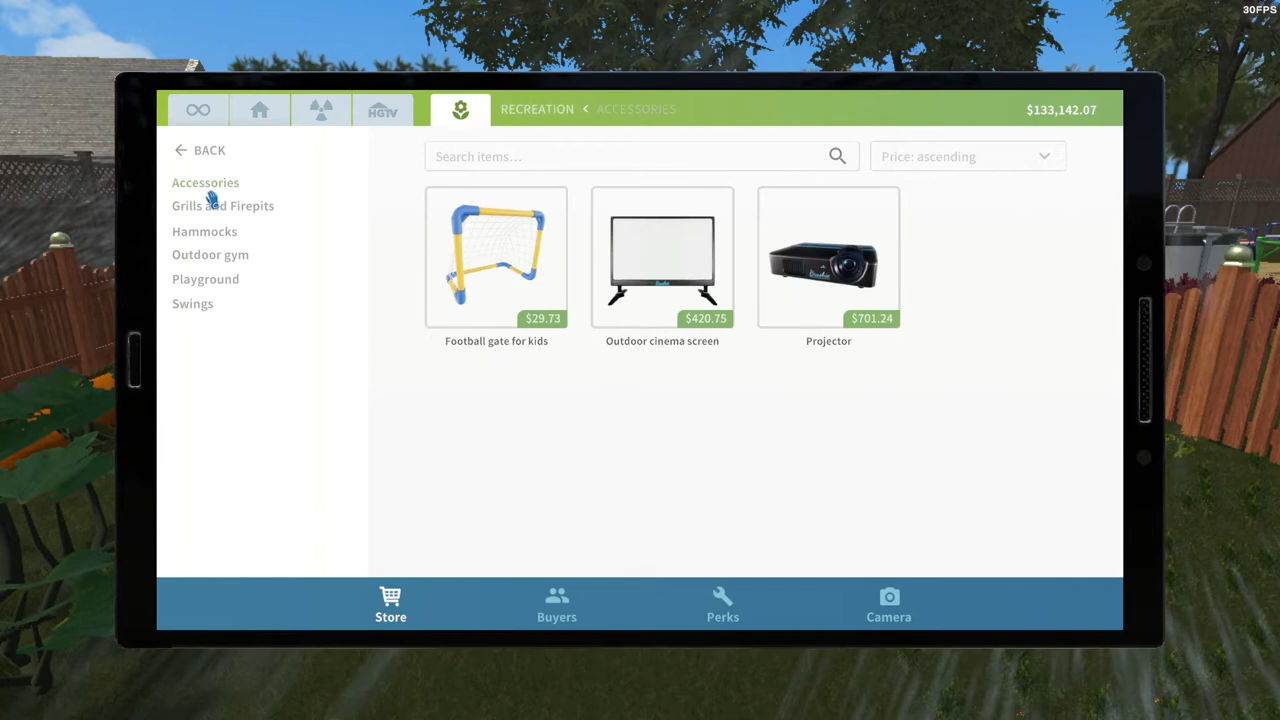 30FPS
HGTV
RECREATION < ACCESSORIES
$133,142.07
BACK
Search items...
Price: ascending
Accessories
Grills and Firepits
Hammocks
Outdoor gym
Playground
Swings
$29.73
$420.75
$701.24
Football gate for kids
Outdoor cinema screen
Projector
Store
Buyers
Perks
Camera